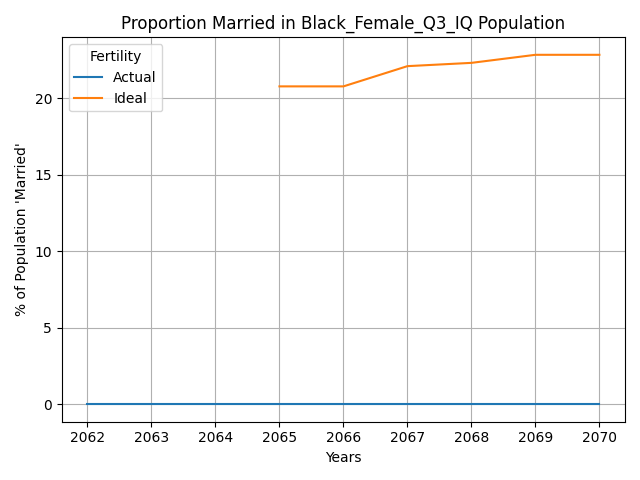 Proportion Married in Black_Female_Q3_IQ Population
Fertility
Actual
Ideal
% of Population 'Married'
20
15
10
5
0
2062 2063 2064 2065 2066 2067 2068 2069 2070
Years